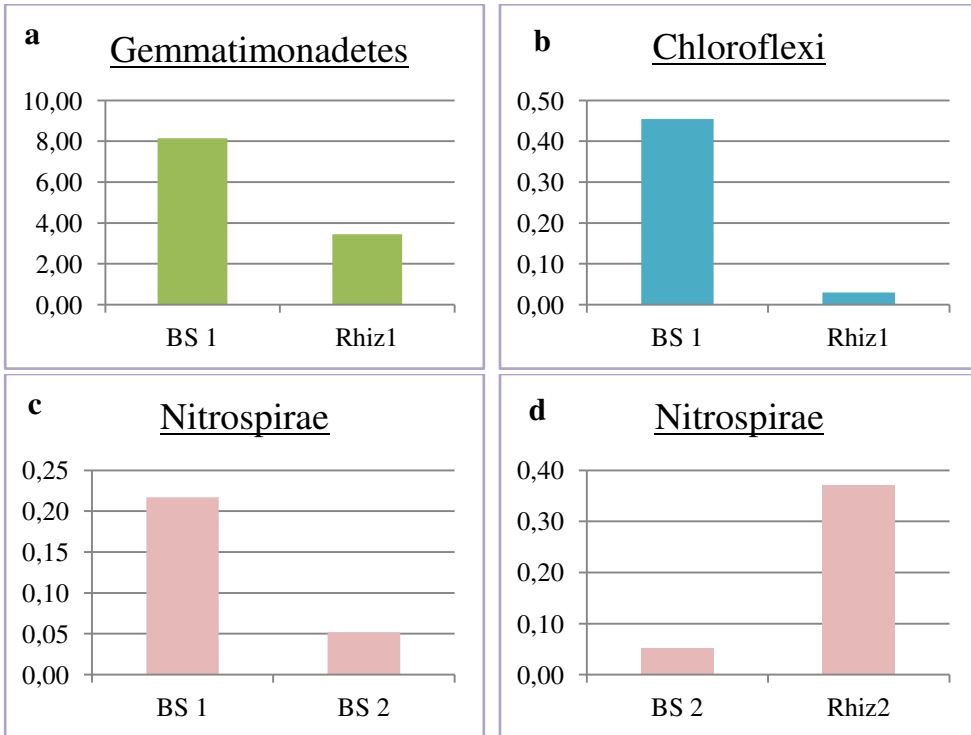 a
Gemmatimonadetes
10,00
8,00
6,00
4,00
2,00
0,00
BS 1 Rhiz1
b
Chloroflexi
0,50
0,40
0,30
0,20
0,10
0,00
BS 1 Rhiz1
c
Nitrospirae
0,25
0,20
0,15
0,10
0,05
0,00
BS 1 BS 2
d
Nitrospirae
0,40
0,30
0,20
0,10
0,00
BS 2 Rhiz2